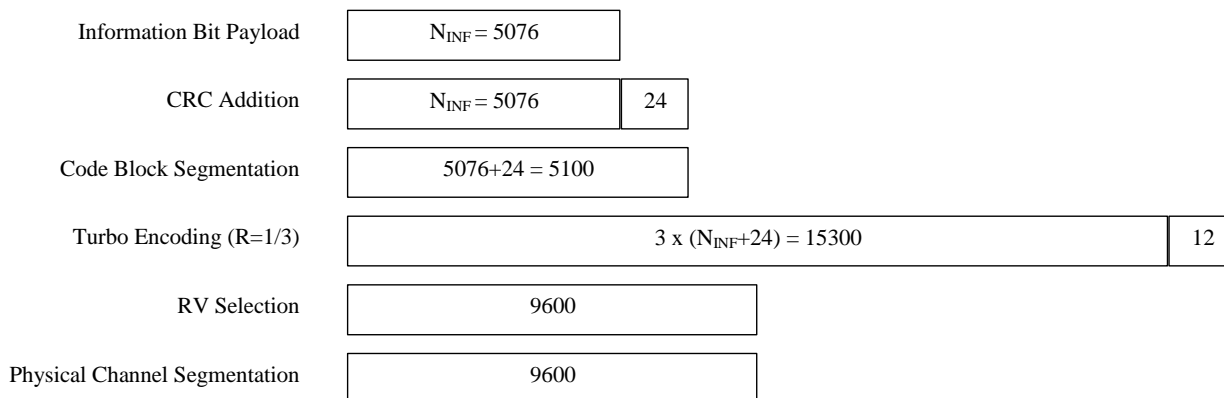 Information Bit Payload N_INF = 5076
CRC Addition N_INF = 5076 24
Code Block Segmentation 5076+24 = 5100
Turbo Encoding (R=1/3) 3 x (N_INF+24) = 15300 12
RV Selection 9600
Physical Channel Segmentation 9600